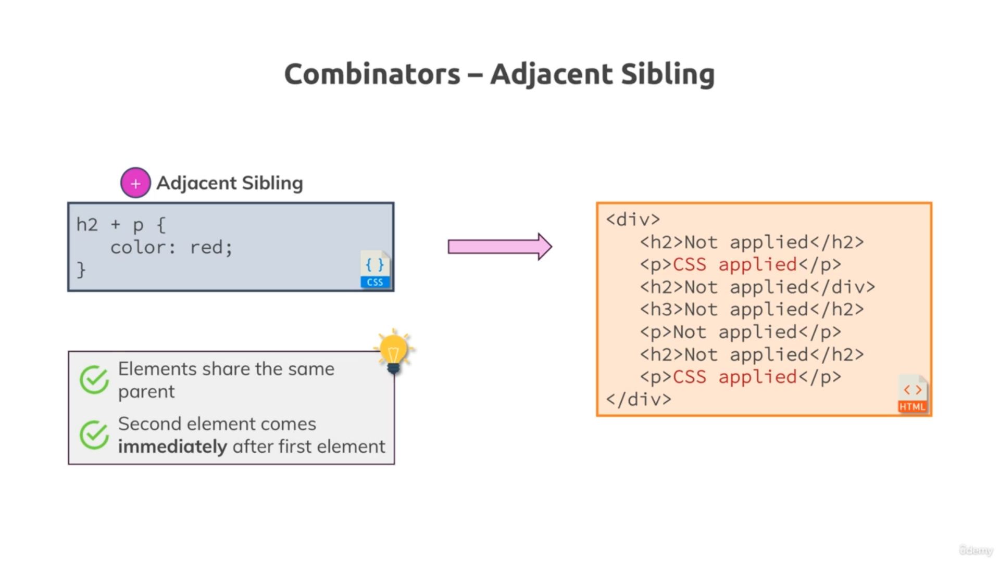 Combinators – Adjacent Sibling
+ Adjacent Sibling
h2 + p {
color: red;
}
{ }
CSS
Elements share the same
parent
Second element comes
immediately after first element
<div>
<h2>Not applied</h2>
<p>CSS applied</p>
<h2>Not applied</div>
<h3>Not applied</h2>
<p>Not applied</p>
<h2>Not applied</h2>
<p>CSS applied</p>
</div>
< >
HTML
ûdemy